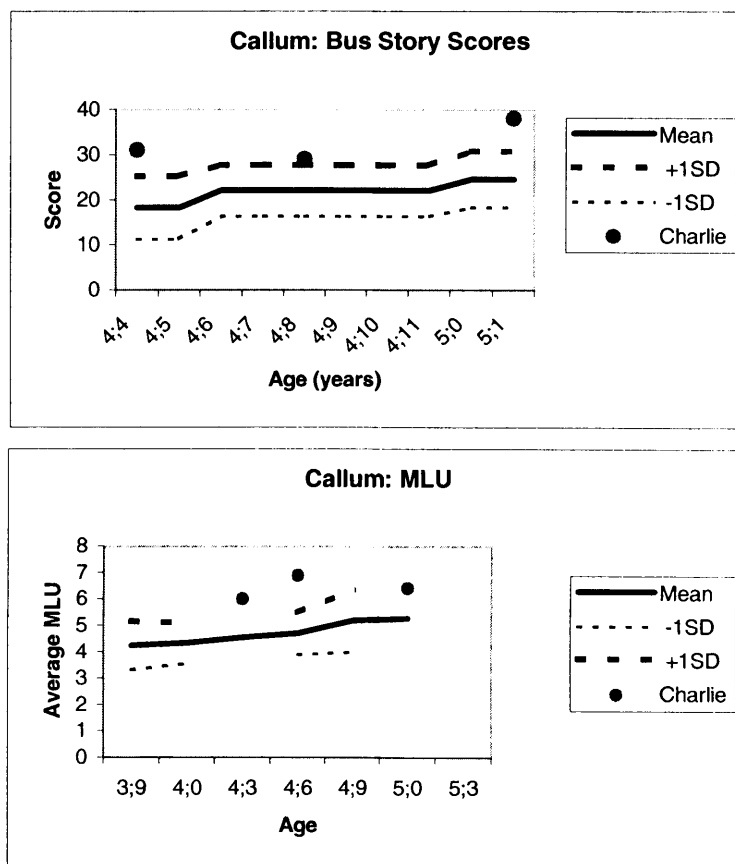 Callum: Bus Story Scores
40
30
20
10
0
Score
4;4
4;5
4;6
4;7
4;8
4;9
4;10
4;11
5;0
5;1
Age (years)
Mean
+1SD
-1SD
Charlie
Callum: MLU
8
7
6
5
4
3
2
1
0
Average MLU
3;9 4;0 4;3 4;6 4;9 5;0 5;3
Age
Mean
-1SD
+1SD
Charlie